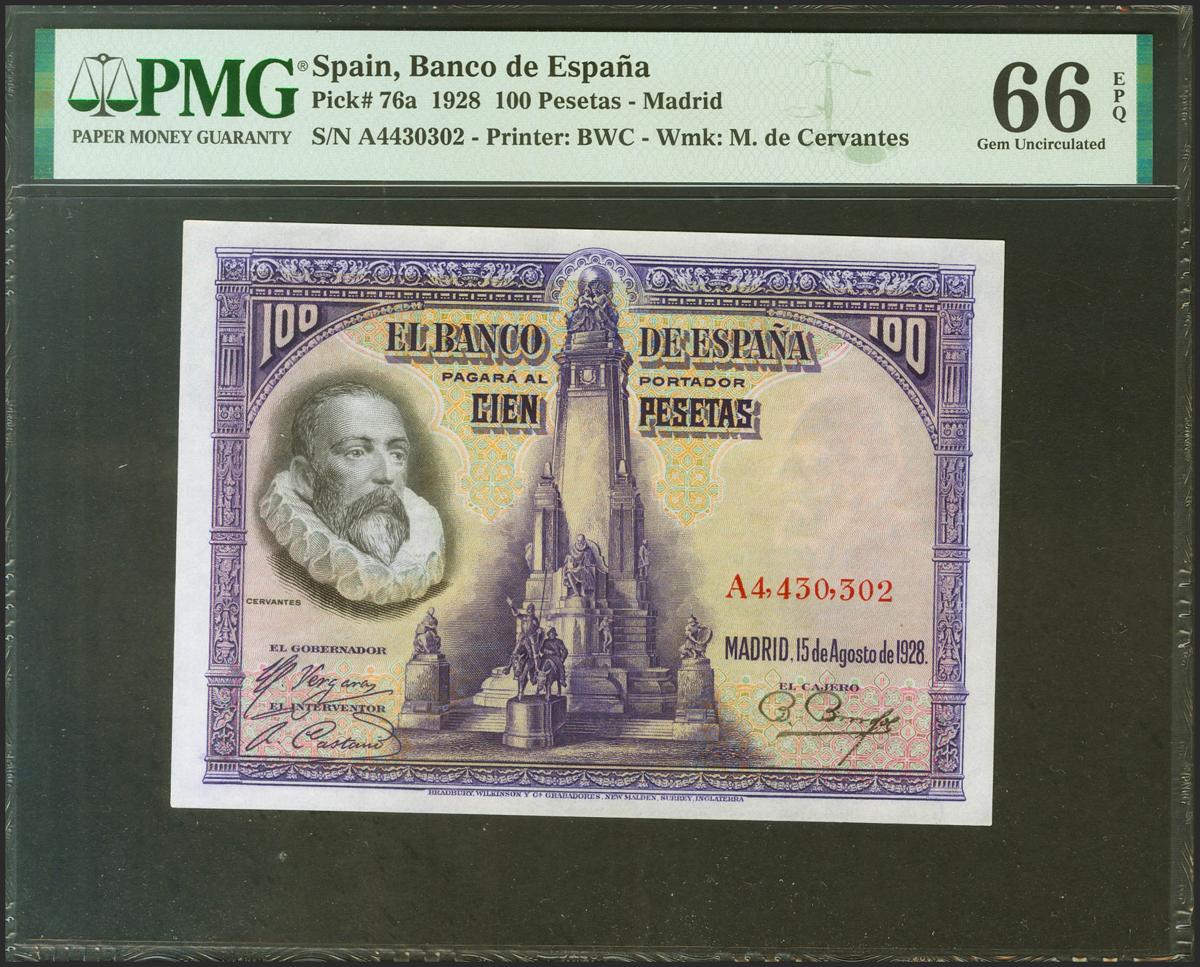 PMG®
PAPER MONEY GUARANTY
Spain, Banco de España
Pick# 76a 1928 100 Pesetas - Madrid
S/N A4430302 - Printer: BWC - Wmk: M. de Cervantes
66
EPQ
Gem Uncirculated
100 100
EL BANCO DE ESPAÑA
PAGARÁ AL PORTADOR
CIEN PESETAS
CERVANTES
A4,430,302
MADRID, 15 de Agosto de 1928.
EL GOBERNADOR
Vergara
EL INTERVENTOR
Castaño
EL CAJERO
BRADBURY, WILKINSON Y Cª GRABADORES, NEW MALDEN, SURREY, INGLATERRA